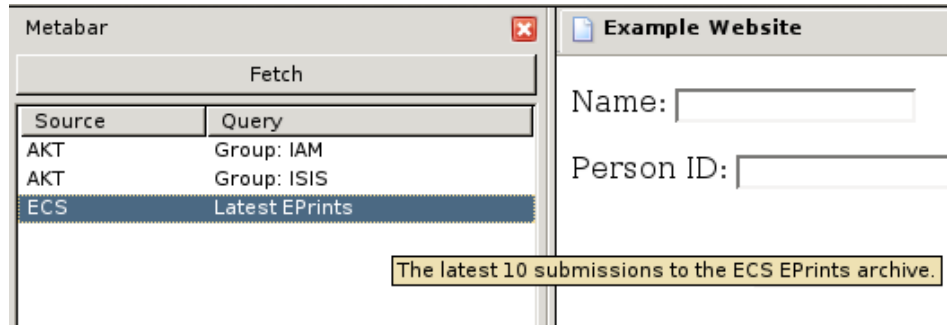 Metabar
Fetch
Source Query
AKT Group: IAM
AKT Group: ISIS
ECS Latest EPrints
The latest 10 submissions to the ECS EPrints archive.
Example Website
Name:
Person ID: